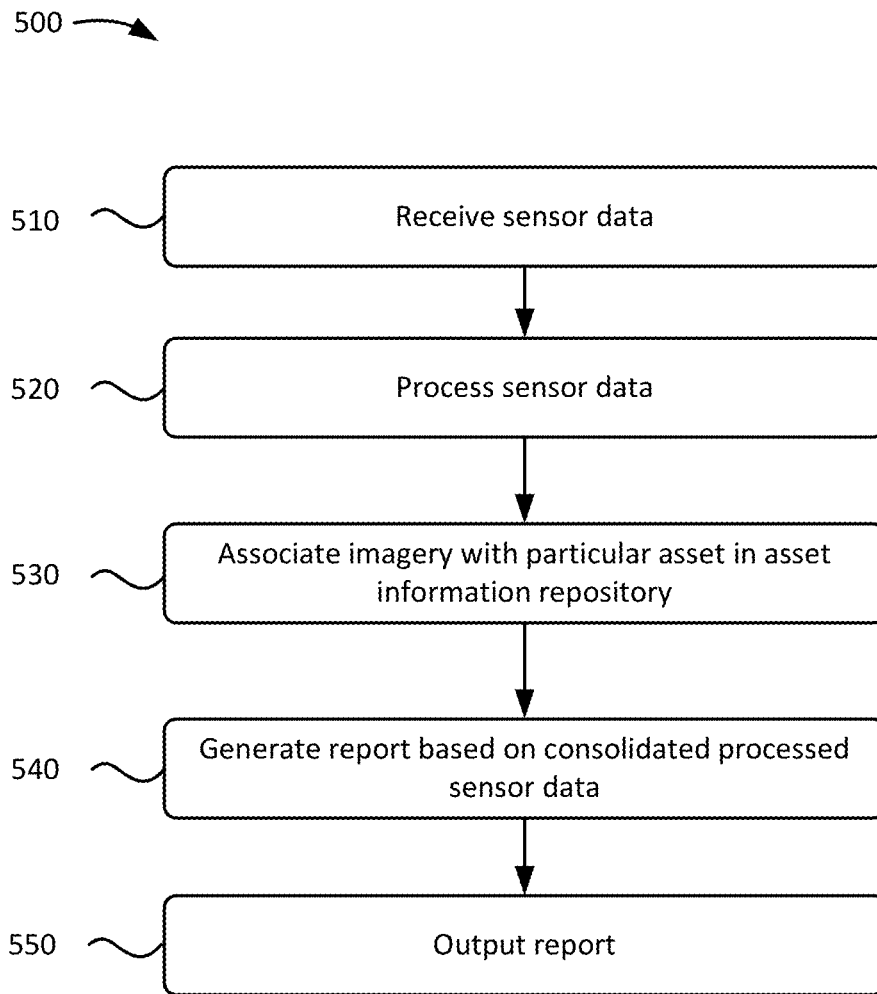 500
510
Receive sensor data
520
Process sensor data
530
Associate imagery with particular asset in asset
information repository
540
Generate report based on consolidated processed
sensor data
550
Output report